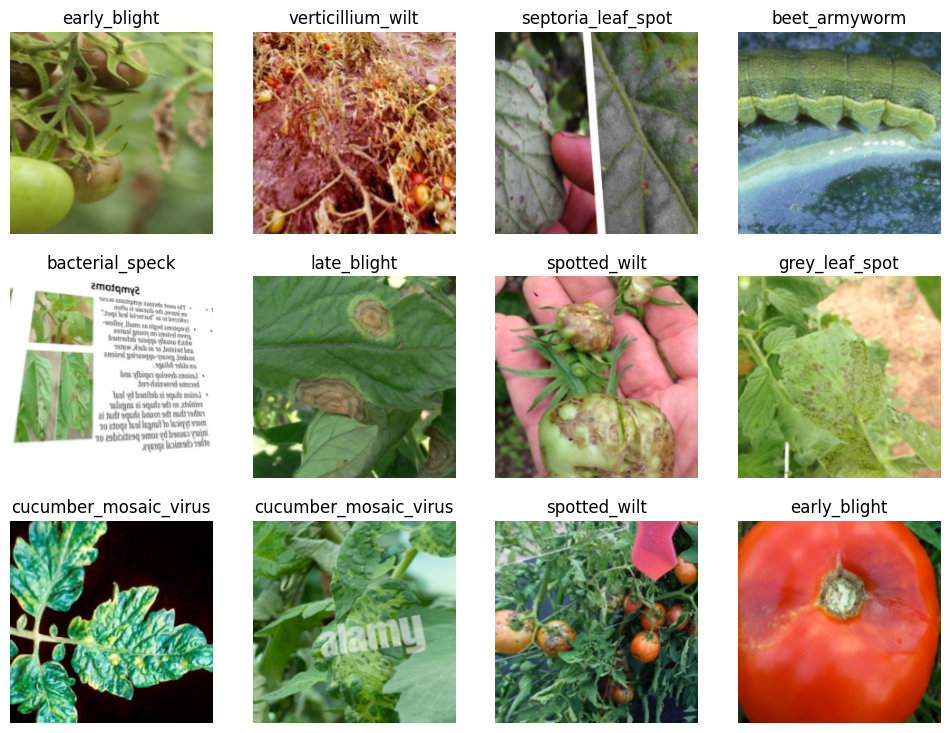 early_blight
verticillium_wilt
septoria_leaf_spot
beet_armyworm
bacterial_speck
late_blight
spotted_wilt
grey_leaf_spot
Symptoms
• The most obvious symptoms occur
on leaves, the disease is often
referred to as "bacterial leaf spot"
• Symptoms begin as small, yellow-
green lesions on young leaves
which usually appear deformed
and twisted, or as dark, water
soaked, greasy-appearing lesions
on older foliage.
• Lesions develop rapidly and
become brownish-red.
• Lesion shape is defined by leaf
veinlets, so the shape is angular
rather than the round shape that is
more typical of fungal leaf spots or
injury caused by some pesticides or
other chemical sprays.
cucumber_mosaic_virus
cucumber_mosaic_virus
spotted_wilt
early_blight
alamy